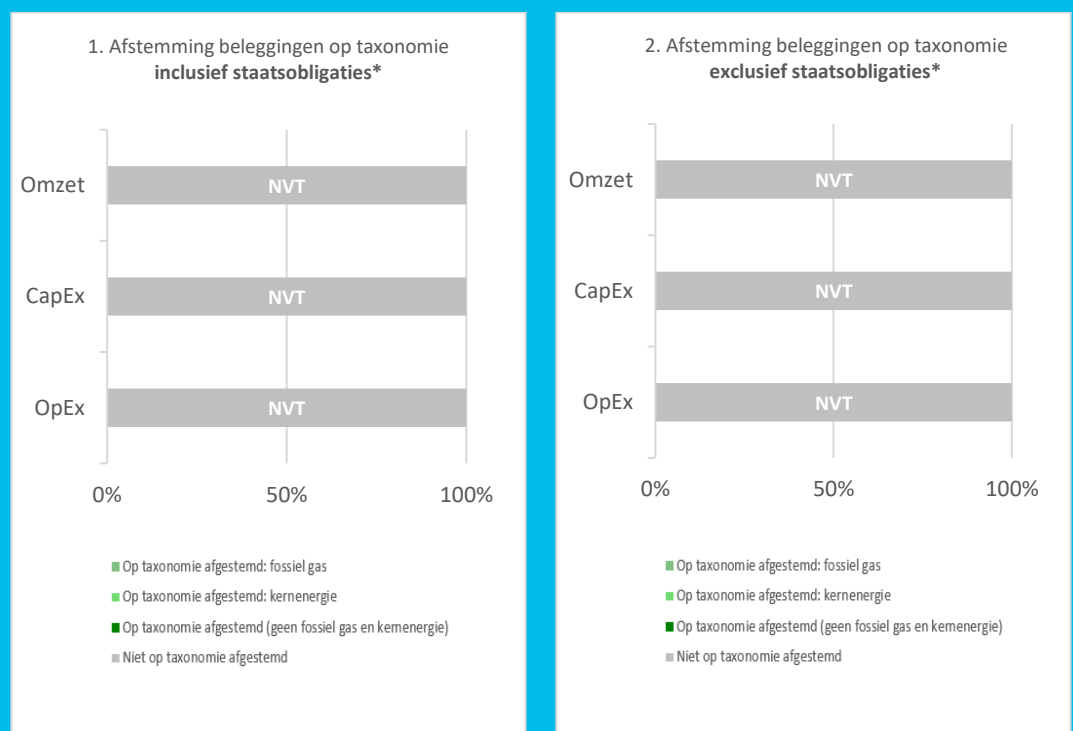 1. Afstemming beleggingen op taxonomie
inclusief staatsobligaties*
Omzet
NVT
CapEx
NVT
OpEx
NVT
0%
50%
100%
Op taxonomie afgestemd: fossiel gas
Op taxonomie afgestemd: kernenergie
Op taxonomie afgestemd (geen fossiel gas en kernenergie)
Niet op taxonomie afgestemd
2. Afstemming beleggingen op taxonomie
exclusief staatsobligaties*
Omzet
NVT
CapEx
NVT
OpEx
NVT
0%
50%
100%
Op taxonomie afgestemd: fossiel gas
Op taxonomie afgestemd: kernenergie
Op taxonomie afgestemd (geen fossiel gas en kernenergie)
Niet op taxonomie afgestemd